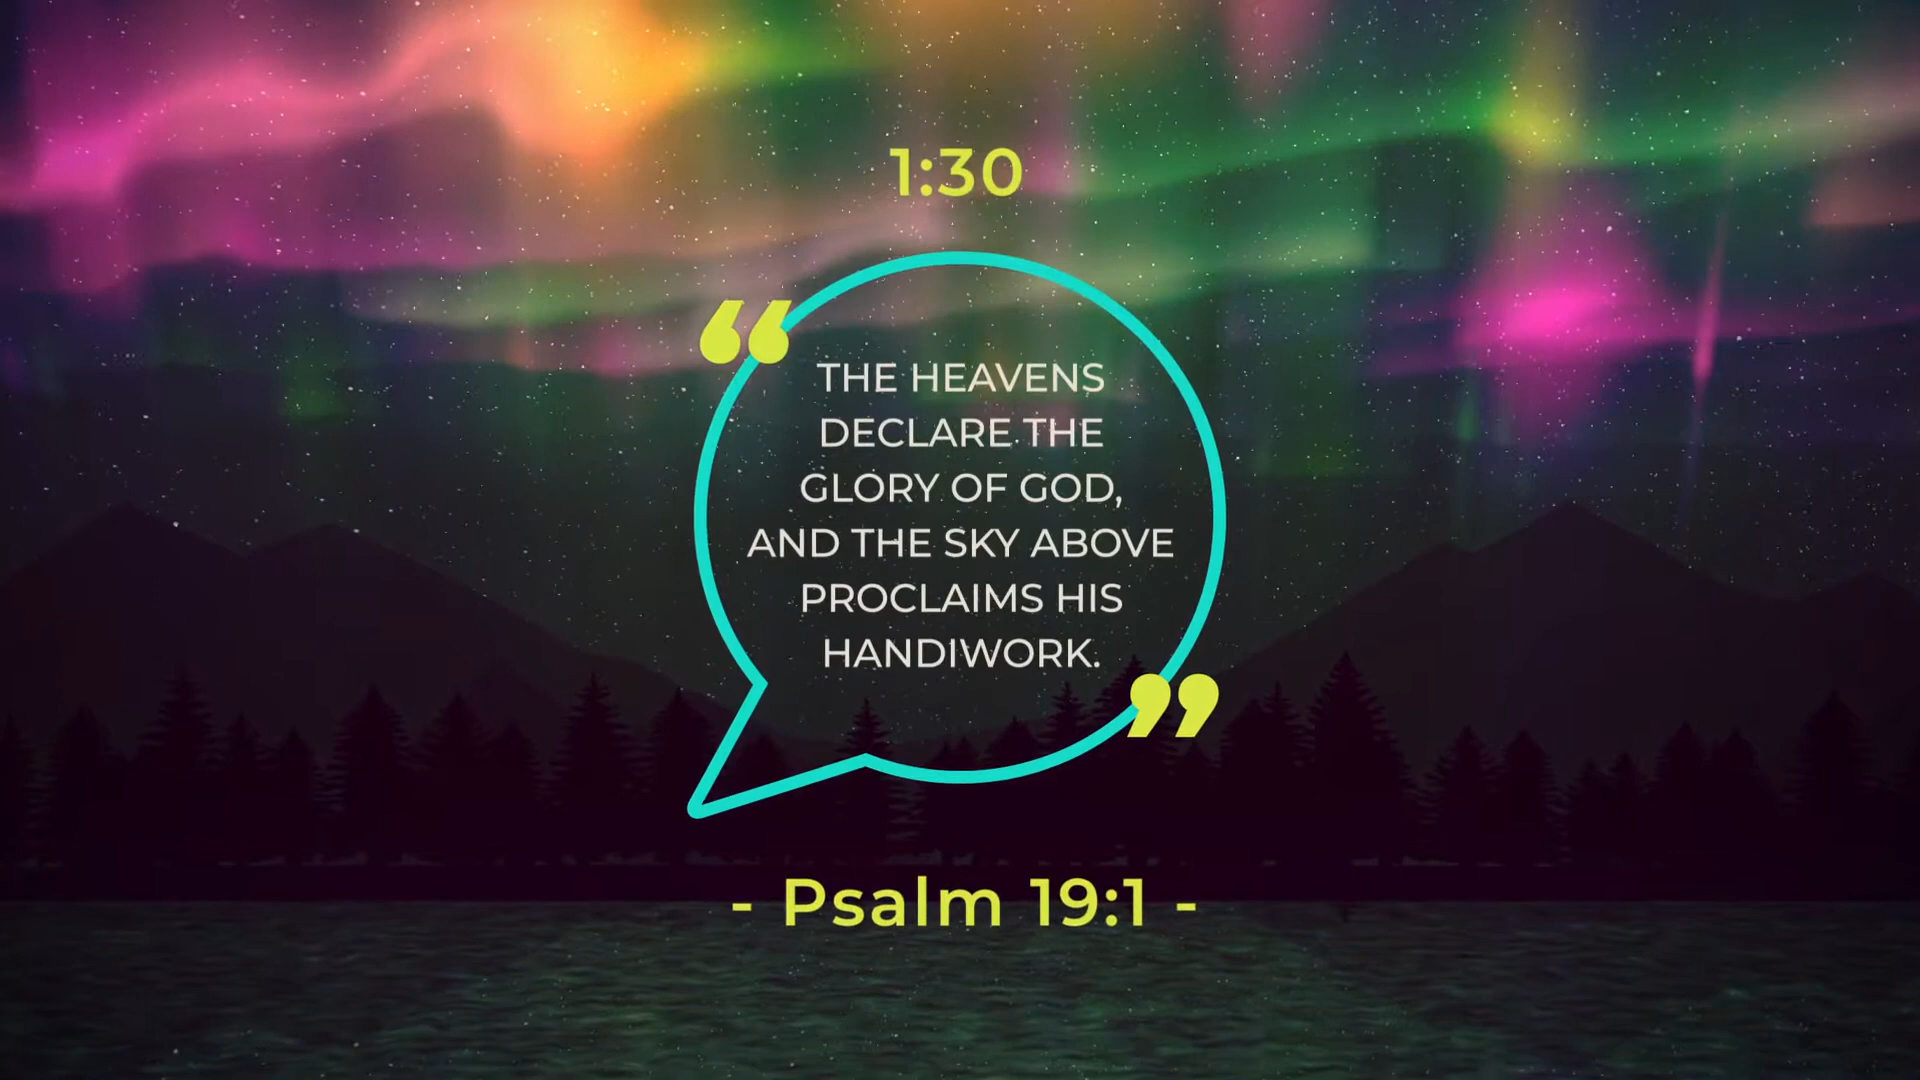 1:30
“
THE HEAVENS
DECLARE THE
GLORY OF GOD,
AND THE SKY ABOVE
PROCLAIMS HIS
HANDIWORK.
”
- Psalm 19:1 -